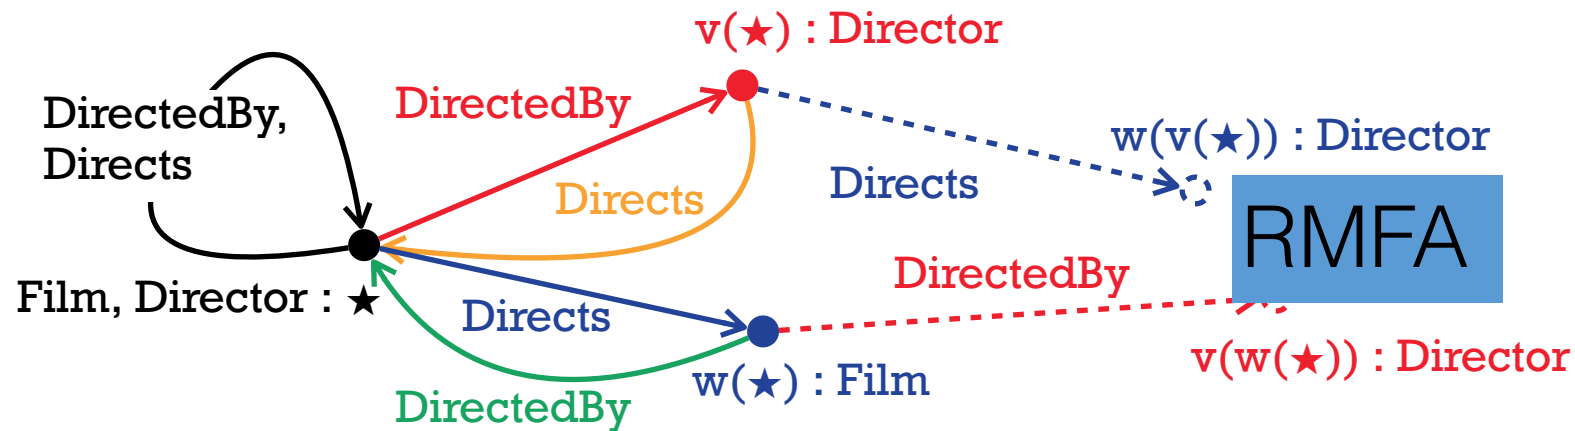 v(★) : Director
DirectedBy,
Directs
DirectedBy
w(v(★)) : Director
Directs
Directs
RMFA
DirectedBy
Film, Director : ★
Directs
v(w(★)) : Director
w(★) : Film
DirectedBy